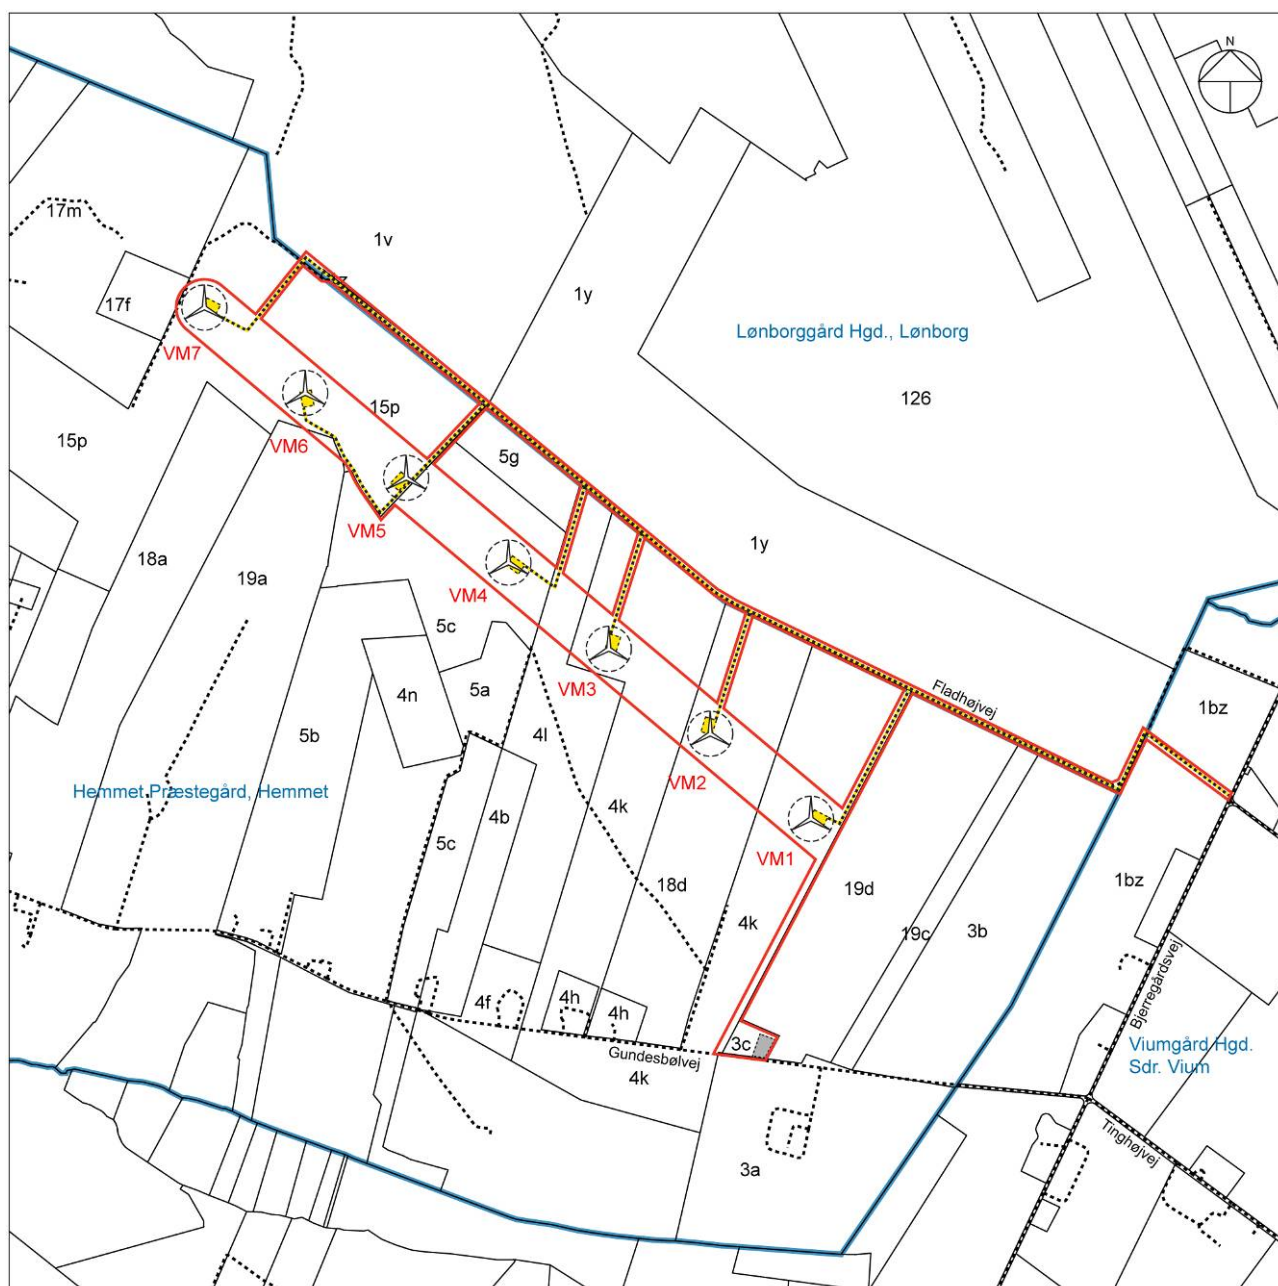 N
17m
1v
17f
1y
VM7
Lønborggård Hgd., Lønborg
126
15p
15p
VM6
5g
VM5
1y
18a
19a
VM4
5c
Fladhøjvej
VM3
5a
4n
1bz
5b
4l
VM2
Hemmet Præstegård, Hemmet
4k
4b
5c
VM1
18d
19d
1bz
4k
19c
3b
Bjerregårdsvej
4f
4h
4h
3c
Viumgård Hgd.
Sdr. Vium
Gundesbølvej
4k
Tinghøjvej
3a